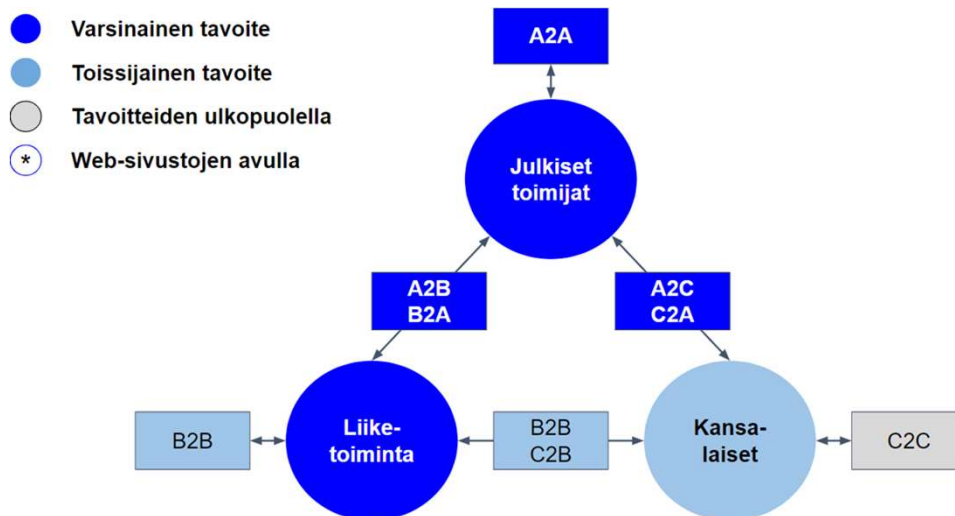 Varsinainen tavoite
Toissijainen tavoite
Tavoitteiden ulkopuolella
* Web-sivustojen avulla
A2A
Julkiset
toimijat
A2B
B2A
A2C
C2A
B2B
Liike-
toiminta
B2B
C2B
Kansa-
laiset
C2C